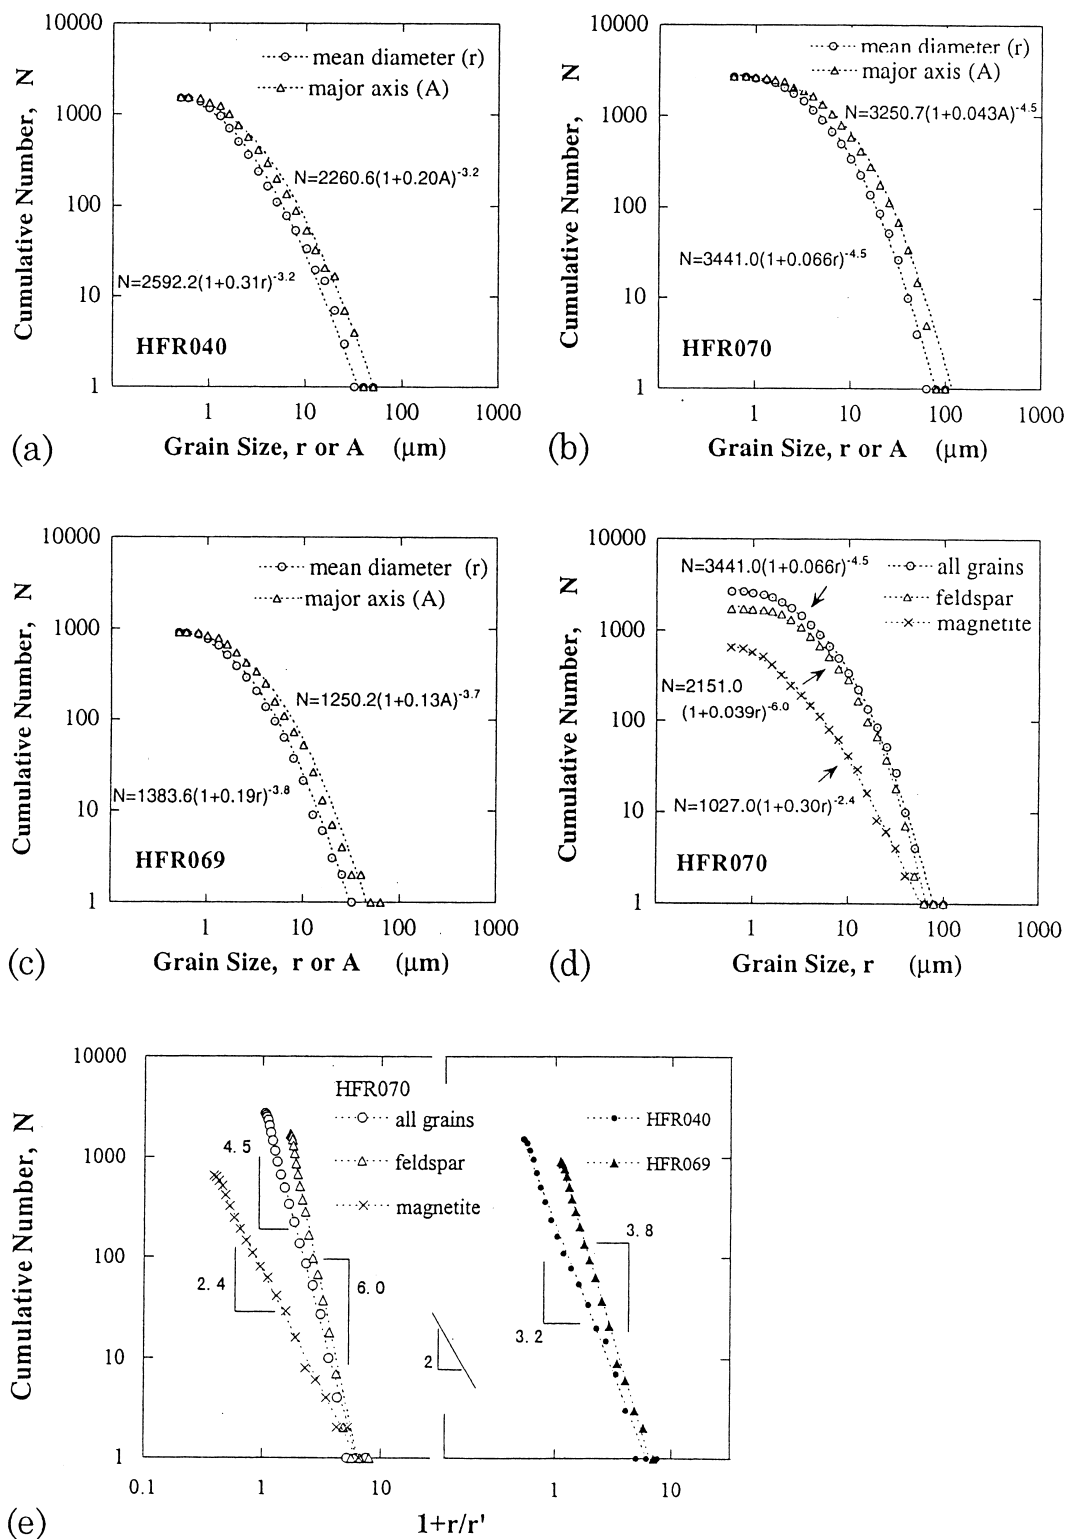 10000
1000
100
10
1
Cumulative Number, N
mean diameter (r)
major axis (A)
N=2260.6(1+0.20A)^-3.2
N=2592.2(1+0.31r)^-3.2
HFR040
1 10 100 1000
(a) Grain Size, r or A (μm)
10000
1000
100
10
1
Cumulative Number, N
mean diameter (r)
major axis (A)
N=3250.7(1+0.043A)^-4.5
N=3441.0(1+0.066r)^-4.5
HFR070
1 10 100 1000
(b) Grain Size, r or A (μm)
10000
1000
100
10
1
Cumulative Number, N
mean diameter (r)
major axis (A)
N=1250.2(1+0.13A)^-3.7
N=1383.6(1+0.19r)^-3.8
HFR069
1 10 100 1000
(c) Grain Size, r or A (μm)
10000
1000
100
10
1
Cumulative Number, N
N=3441.0(1+0.066r)^-4.5
all grains
feldspar
magnetite
N=2151.0
(1+0.039r)^-6.0
N=1027.0(1+0.30r)^-2.4
HFR070
1 10 100 1000
(d) Grain Size, r (μm)
10000
1000
100
10
1
Cumulative Number, N
HFR070
all grains
feldspar
magnetite
4.5
2.4
6.0
2
HFR040
HFR069
3.8
3.2
0.1 1 10 1 10
(e) 1+r/r'